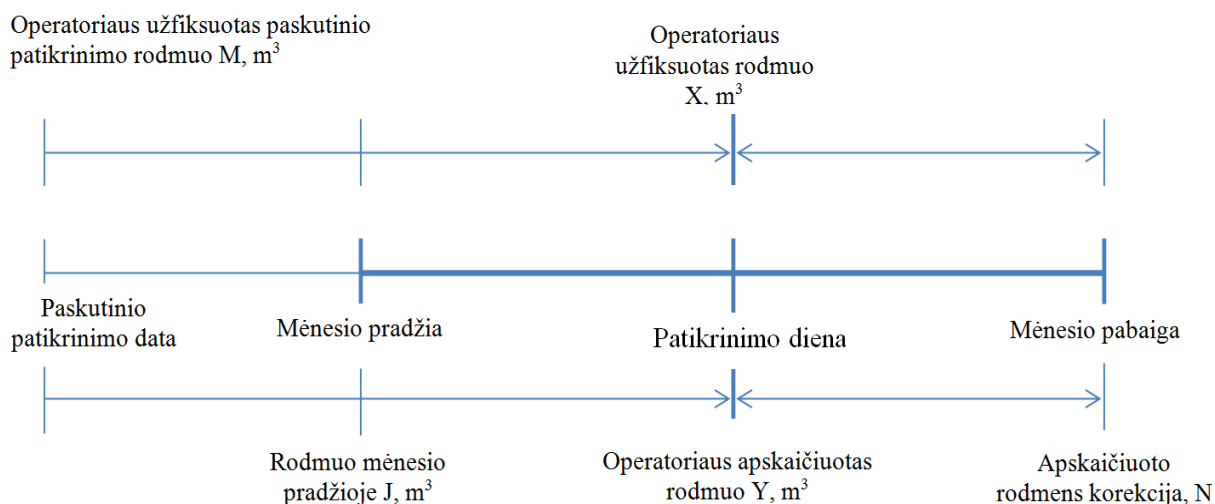 Operatoriaus užfiksuotas paskutinio
patikrinimo rodmuo M, m³
Operatoriaus
užfiksuotas rodmuo
X, m³
Paskutinio
patikrinimo data
Mėnesio pradžia
Patikrinimo diena
Mėnesio pabaiga
Rodmuo mėnesio
pradžioje J, m³
Operatoriaus apskaičiuotas
rodmuo Y, m³
Apskaičiuoto
rodmens korekcija, N